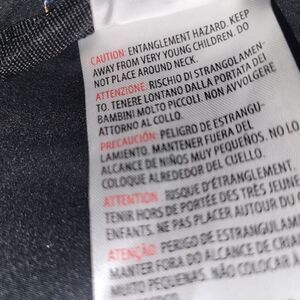 CAUTION: ENTANGLEMENT HAZARD. KEEP
AWAY FROM VERY YOUNG CHILDREN. DO
NOT PLACE AROUND NECK.
ATTENZIONE: RISCHIO DI STRANGOLAMEN-
TO. TENERE LONTANO DALLA PORTATA DEI
BAMBINI MOLTO PICCOLI. NON AVVOLGERE
ATTORNO AL COLLO.
PRECAUCIÓN: PELIGRO DE ESTRANGU-
LAMIENTO. MANTENER FUERA DEL
ALCANCE DE NIÑOS MUY PEQUEÑOS. NO LO
COLOQUE ALREDEDOR DEL CUELLO.
ATTENTION : RISQUE D'ÉTRANGLEMENT.
TENIR HORS DE PORTÉE DES TRÈS JEUNE
ENFANTS. NE PAS PLACER AUTOUR DU
ATENÇÃO: PERIGO DE ESTRANGULAM
MANTER FORA DO ALCANCE DE CRIA
MUITO PEQUENAS. NÃO COLOCAR À